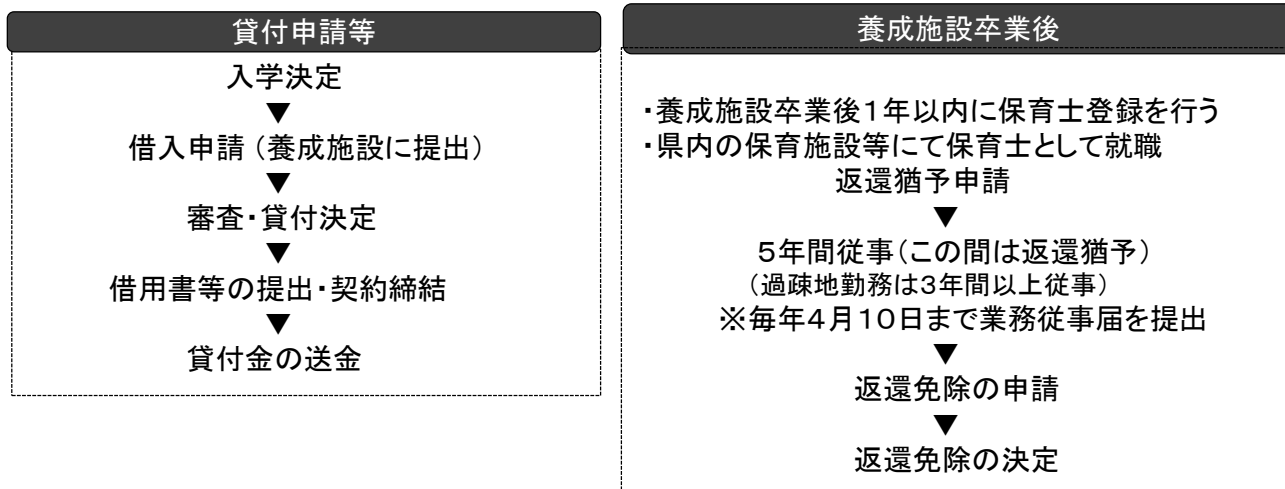 貸付申請等
入学決定
▼
借入申請（養成施設に提出）
▼
審査・貸付決定
▼
借用書等の提出・契約締結
▼
貸付金の送金
養成施設卒業後
・養成施設卒業後１年以内に保育士登録を行う
・県内の保育施設等にて保育士として就職
返還猶予申請
▼
５年間従事（この間は返還猶予）
（過疎地勤務は３年間以上従事）
※毎年４月１０日まで業務従事届を提出
▼
返還免除の申請
▼
返還免除の決定